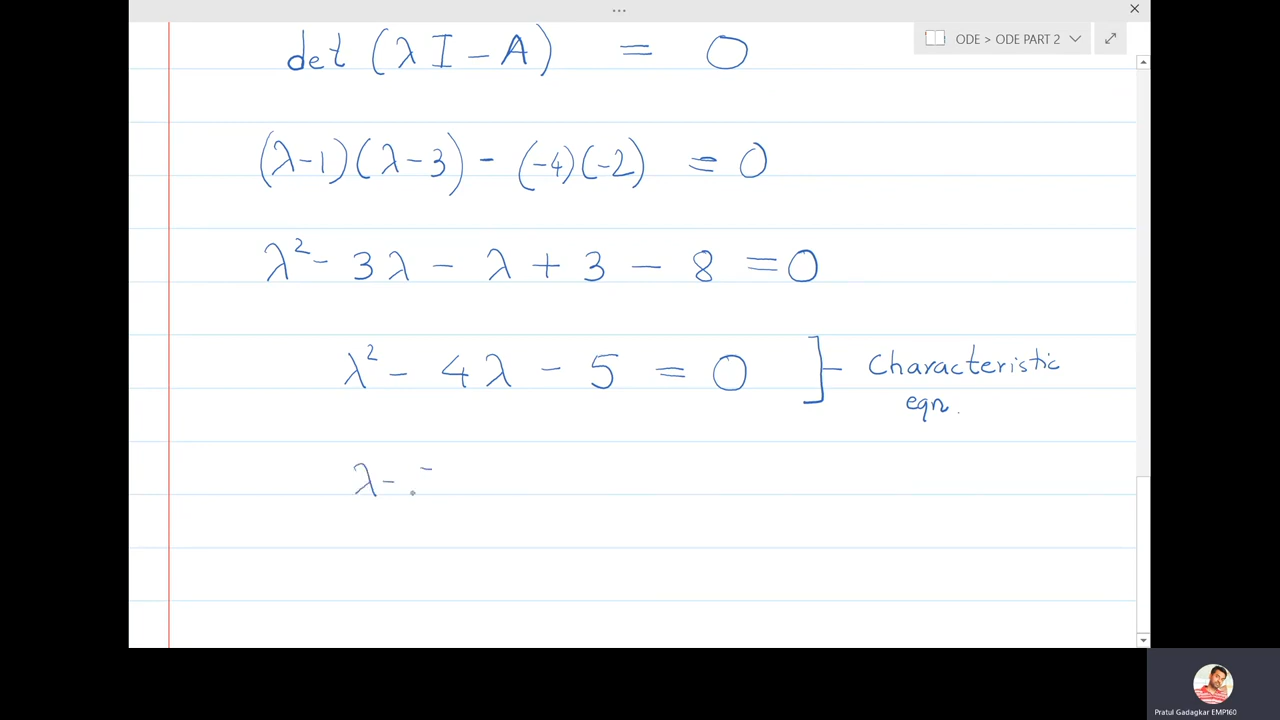 ODE > ODE PART 2
det (λI - A) = 0
(λ-1)(λ-3) - (-4)(-2) = 0
λ² - 3λ - λ + 3 - 8 = 0
λ² - 4λ - 5 = 0 } Characteristic
eqn.
λ -
Pratul Gadagkar EMP160